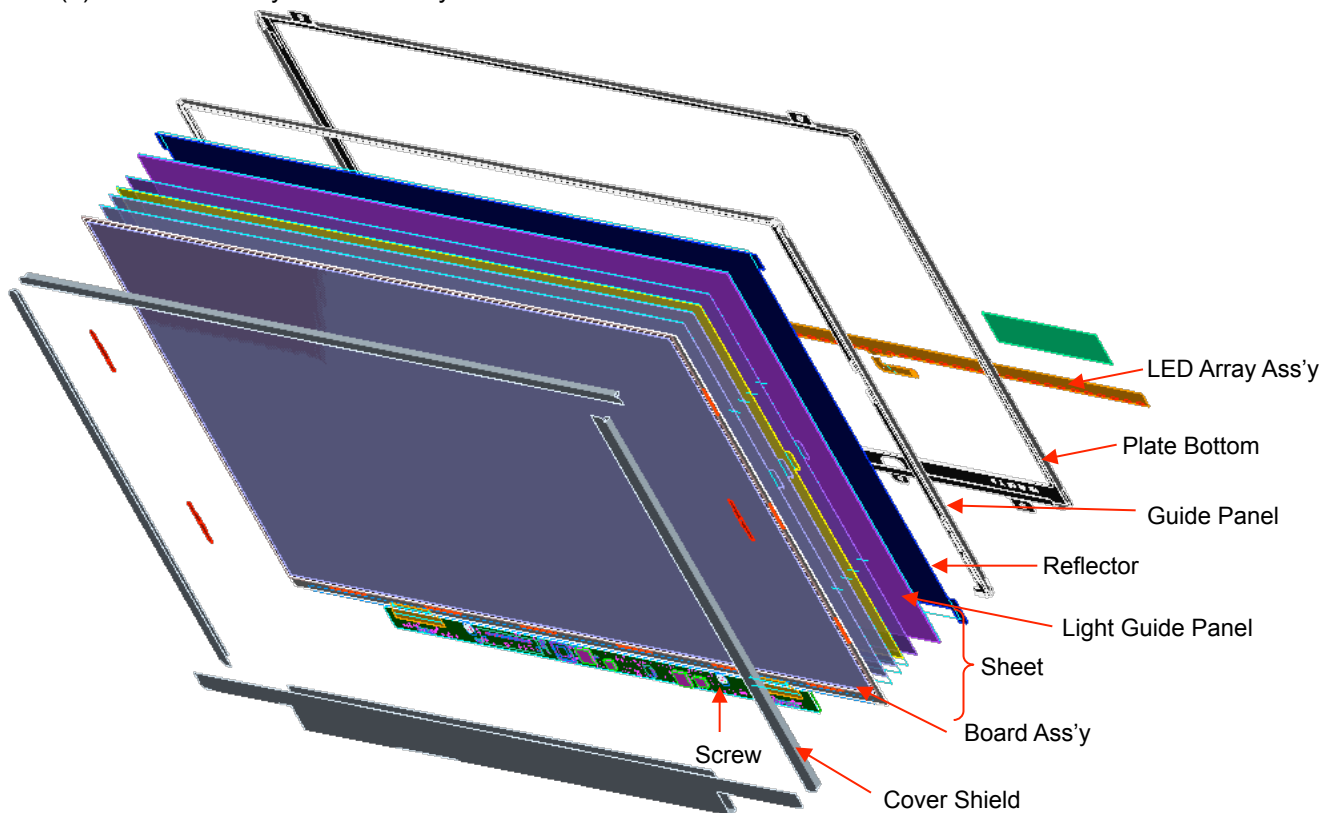 LED Array Ass’y
Plate Bottom
Guide Panel
Reflector
Light Guide Panel
Sheet
Board Ass’y
Screw
Cover Shield